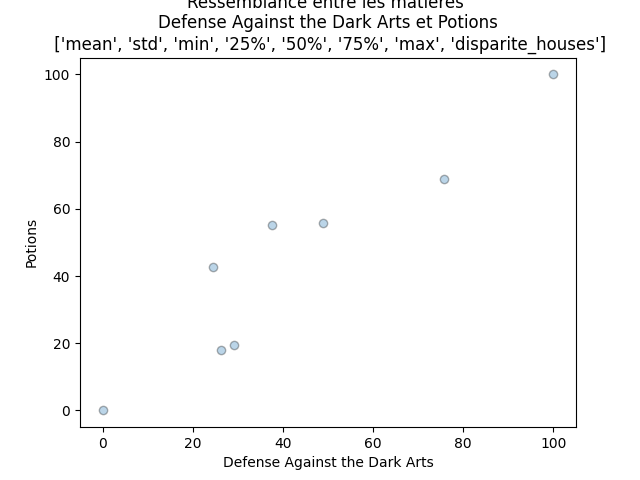 Ressemblance entre les matières
Defense Against the Dark Arts et Potions
['mean', 'std', 'min', '25%', '50%', '75%', 'max', 'disparite_houses']
100
80
60
40
20
0
Potions
0 20 40 60 80 100
Defense Against the Dark Arts